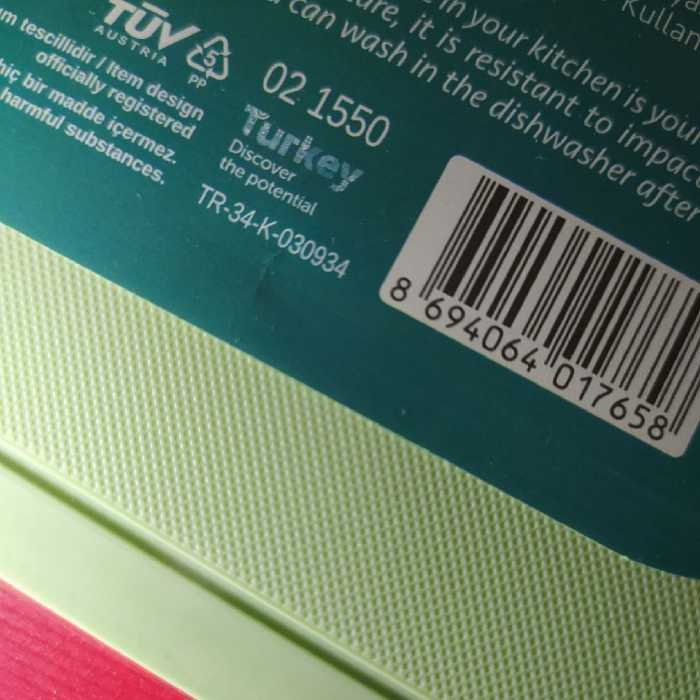 TÜV
AUSTRIA
5
PP
tescillidir / Item design
officially registered
hiç bir madde içermez.
harmful substances.
02 1550
Turkey
Discover
the potential
TR-34-K-030934
Kullan
in your kitchen is your
it is resistant to impac
can wash in the dishwasher after
8 694064 017658